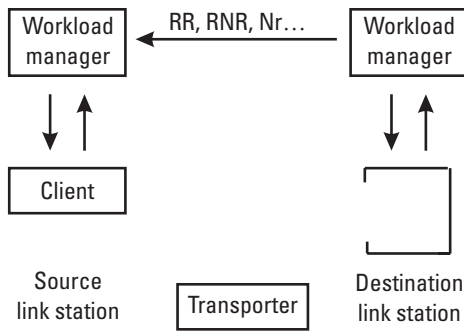 Workload
manager
RR, RNR, Nr…
Workload
manager
Client
Source
link station
Transporter
Destination
link station